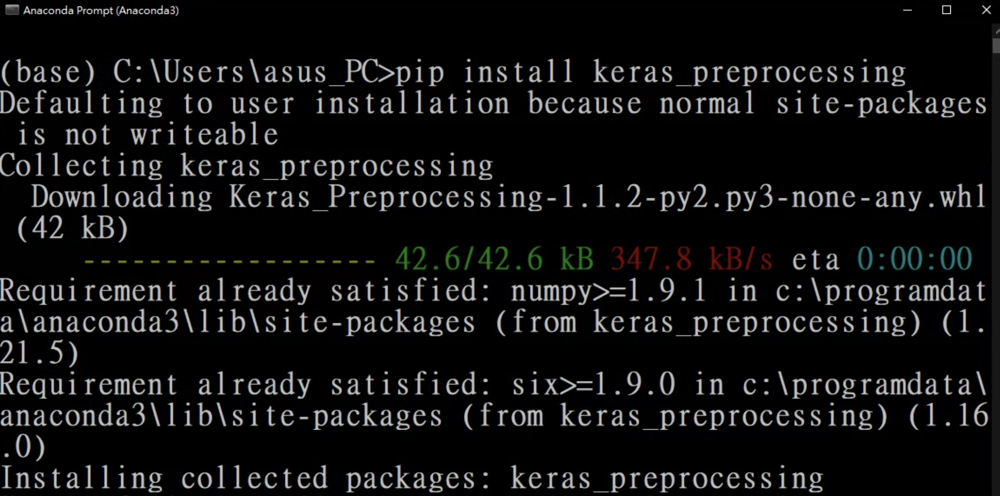 Anaconda Prompt (Anaconda3)
(base) C:\Users\asus_PC>pip install keras_preprocessing
Defaulting to user installation because normal site-packages
 is not writeable
Collecting keras_preprocessing
  Downloading Keras_Preprocessing-1.1.2-py2.py3-none-any.whl
 (42 kB)
     ------------------ 42.6/42.6 kB 347.8 kB/s eta 0:00:00
Requirement already satisfied: numpy>=1.9.1 in c:\programdat
a\anaconda3\lib\site-packages (from keras_preprocessing) (1.
21.5)
Requirement already satisfied: six>=1.9.0 in c:\programdata\
anaconda3\lib\site-packages (from keras_preprocessing) (1.16
.0)
Installing collected packages: keras_preprocessing